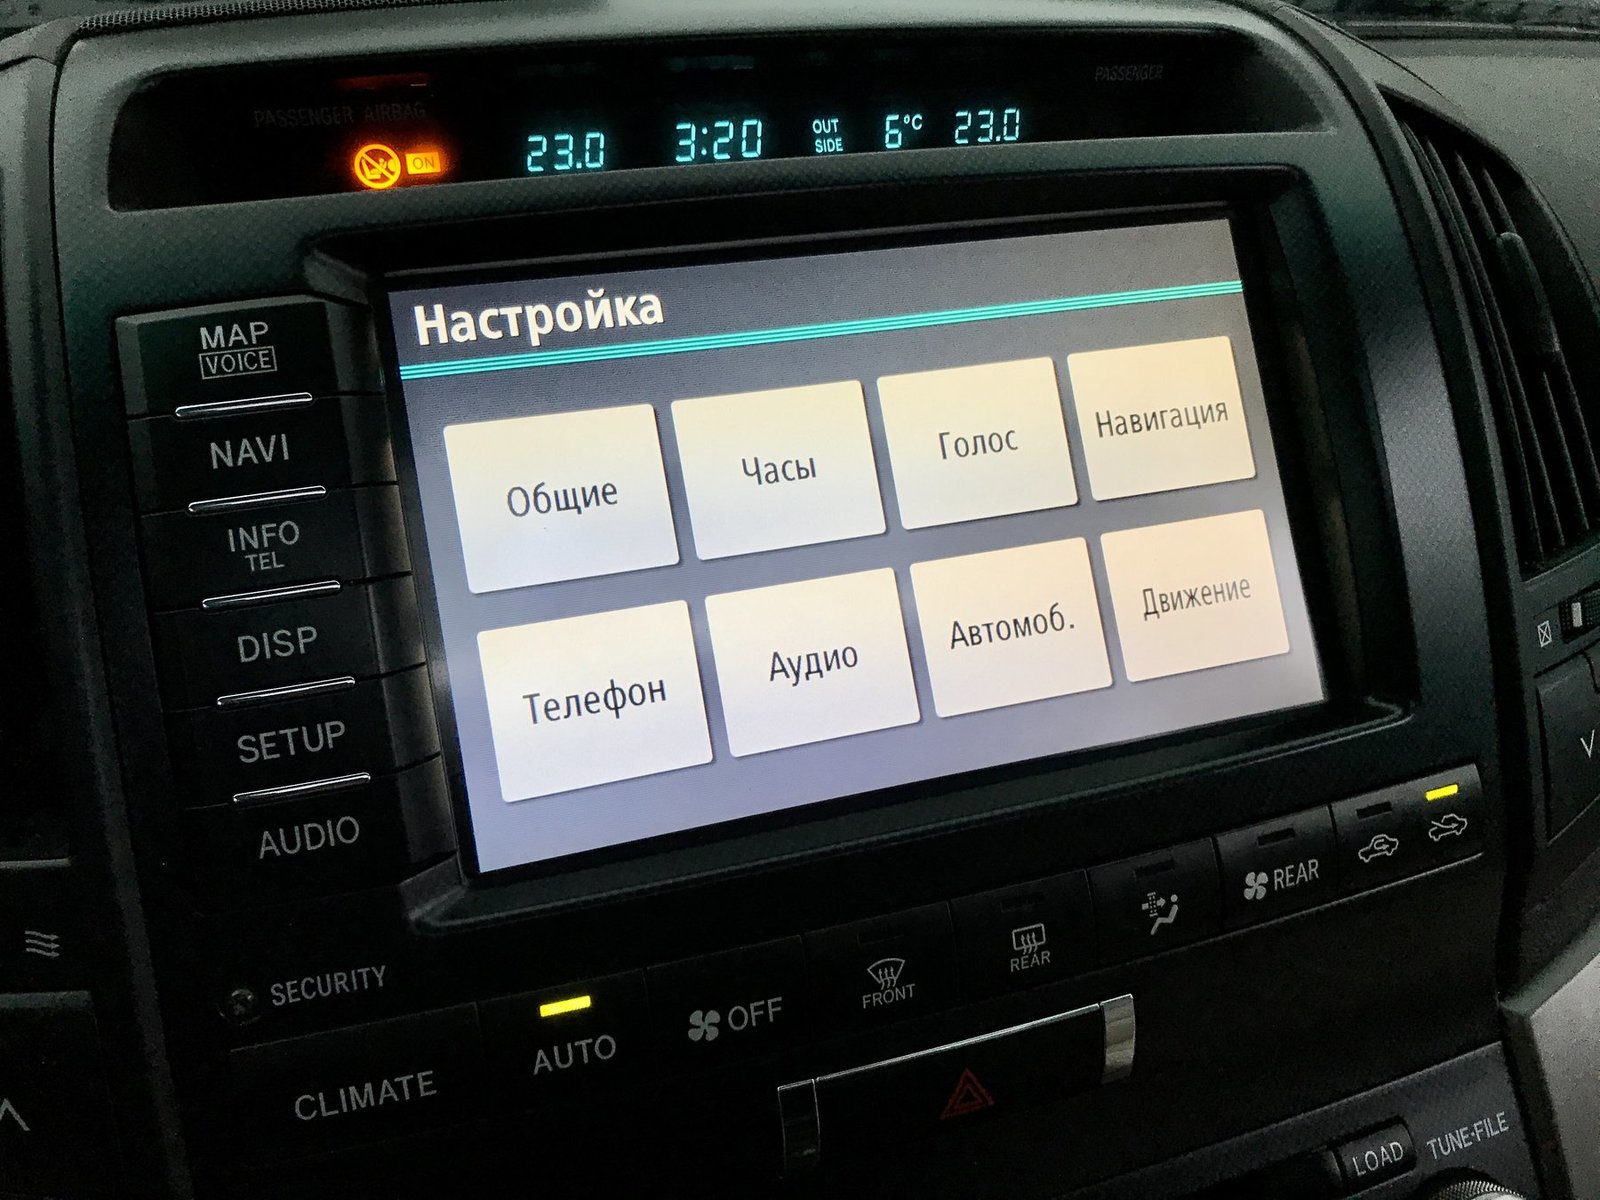 PASSENGER AIRBAG
PASSENGER
ON
23.0
3:20
OUT
SIDE
6°C
23.0
Настройка
MAP
VOICE
NAVI
INFO
TEL
DISP
SETUP
AUDIO
Общие
Часы
Голос
Навигация
Телефон
Аудио
Автомоб.
Движение
SECURITY
CLIMATE
AUTO
OFF
FRONT
REAR
REAR
LOAD
TUNE·FILE
V